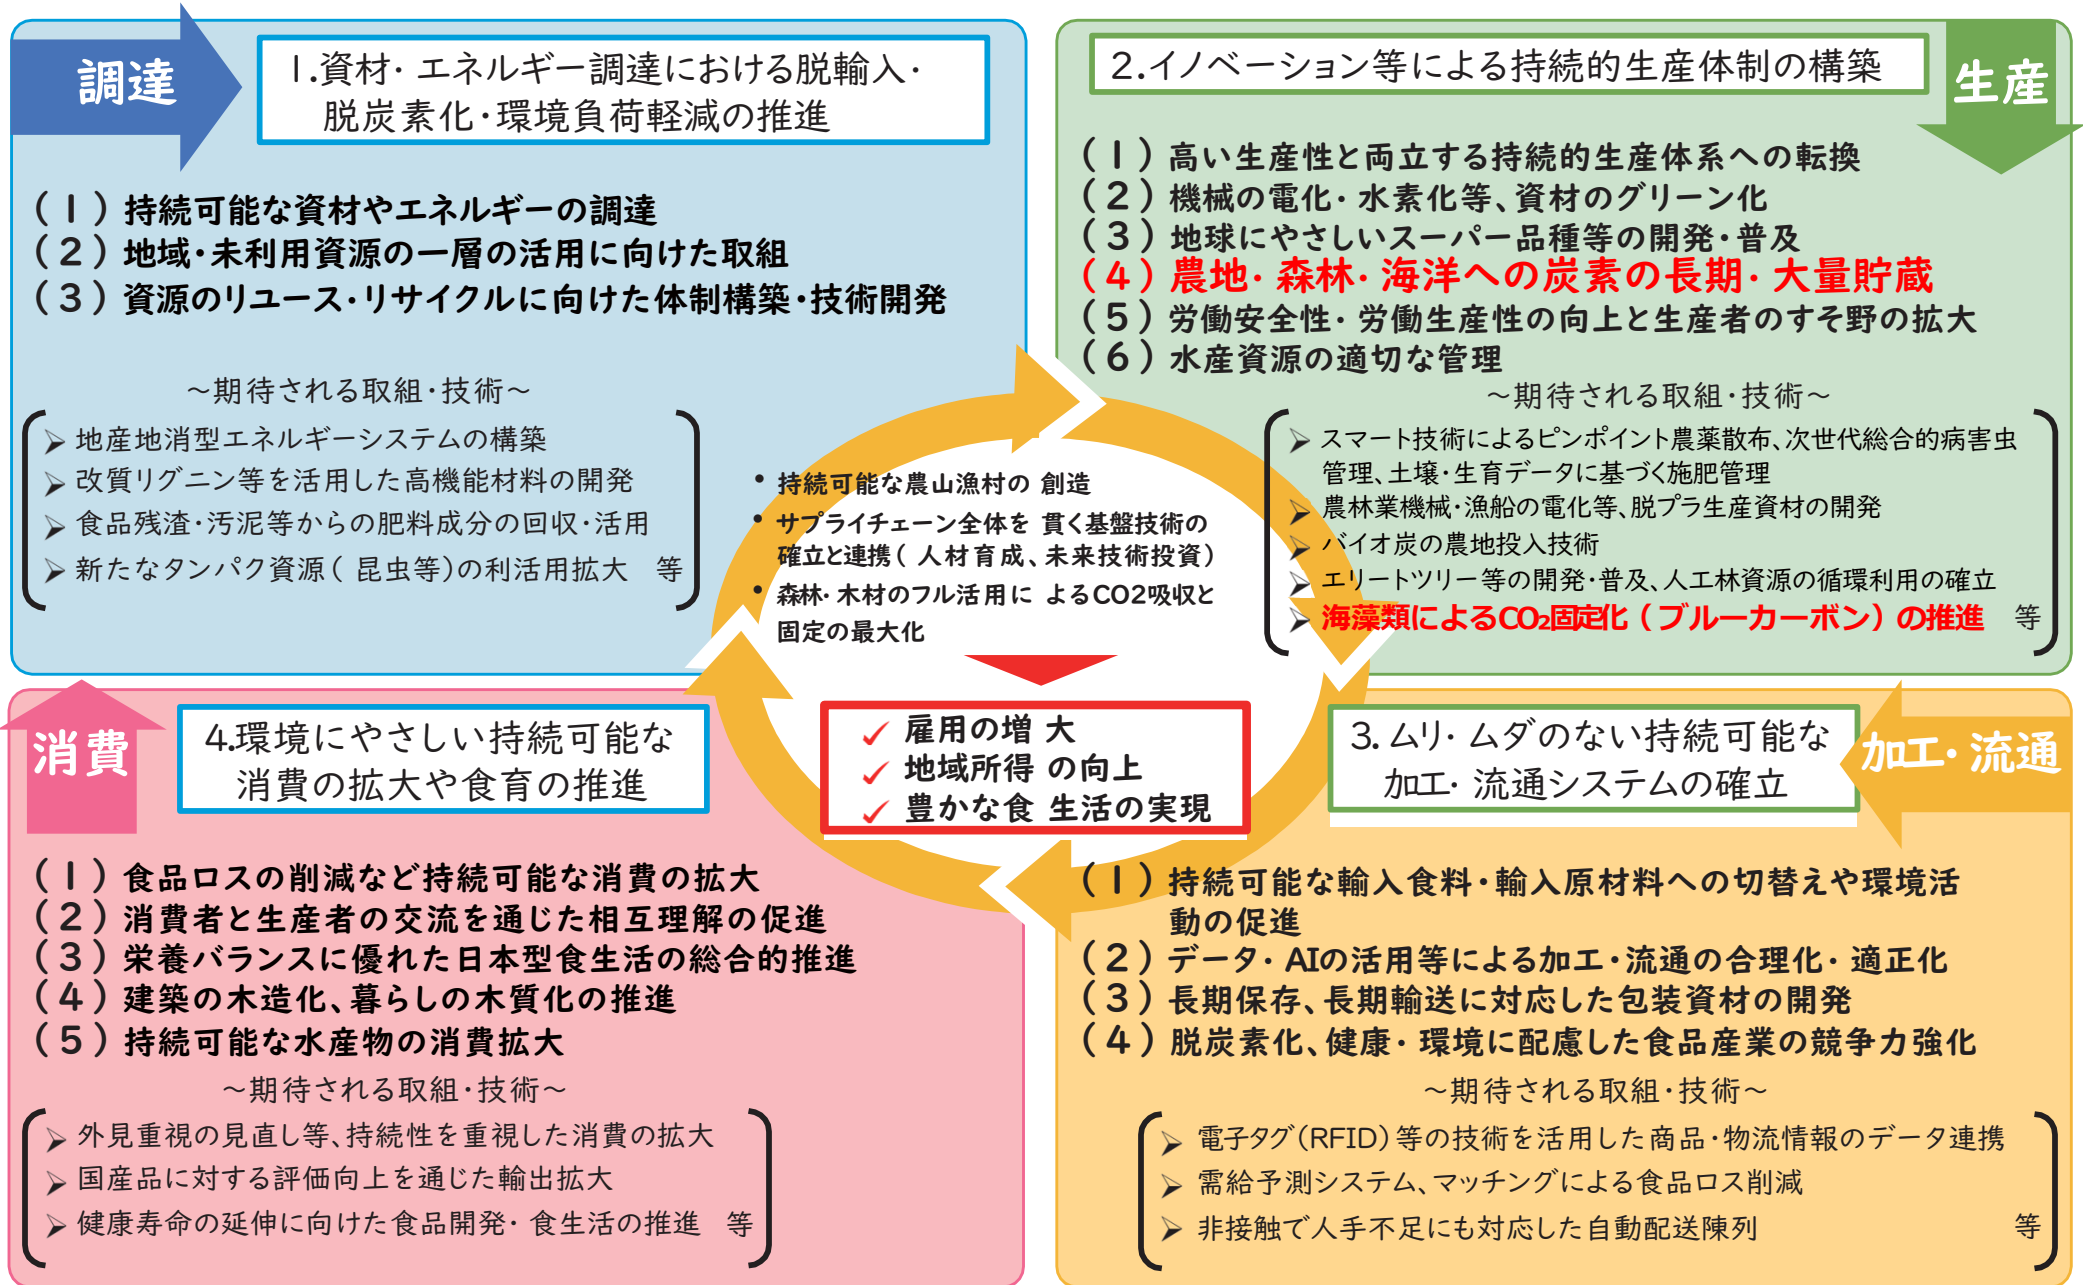 調達
1.資材・エネルギー調達における脱輸入・
脱炭素化・環境負荷軽減の推進
(1)持続可能な資材やエネルギーの調達
(2)地域・未利用資源の一層の活用に向けた取組
(3)資源のリユース・リサイクルに向けた体制構築・技術開発
～期待される取組・技術～
➢ 地産地消型エネルギーシステムの構築
➢ 改質リグニン等を活用した高機能材料の開発
➢ 食品残渣・汚泥等からの肥料成分の回収・活用
➢ 新たなタンパク資源(昆虫等)の利活用拡大 等
2.イノベーション等による持続的生産体制の構築
生産
(1)高い生産性と両立する持続的生産体系への転換
(2)機械の電化・水素化等、資材のグリーン化
(3)地球にやさしいスーパー品種等の開発・普及
(4)農地・森林・海洋への炭素の長期・大量貯蔵
(5)労働安全性・労働生産性の向上と生産者のすそ野の拡大
(6)水産資源の適切な管理
～期待される取組・技術～
➢ スマート技術によるピンポイント農薬散布、次世代総合的病害虫
管理、土壌・生育データに基づく施肥管理
➢ 農林業機械・漁船の電化等、脱プラ生産資材の開発
➢ バイオ炭の農地投入技術
➢ エリートツリー等の開発・普及、人工林資源の循環利用の確立
➢ 海藻類によるCO₂固定化(ブルーカーボン)の推進 等
• 持続可能な農山漁村の 創造
• サプライチェーン全体を 貫く基盤技術の
確立と連携(人材育成、未来技術投資)
• 森林・木材のフル活用に よるCO2吸収と
固定の最大化
✓ 雇用の増 大
✓ 地域所得 の向上
✓ 豊かな食 生活の実現
消費
4.環境にやさしい持続可能な
消費の拡大や食育の推進
(1)食品ロスの削減など持続可能な消費の拡大
(2)消費者と生産者の交流を通じた相互理解の促進
(3)栄養バランスに優れた日本型食生活の総合的推進
(4)建築の木造化、暮らしの木質化の推進
(5)持続可能な水産物の消費拡大
～期待される取組・技術～
➢ 外見重視の見直し等、持続性を重視した消費の拡大
➢ 国産品に対する評価向上を通じた輸出拡大
➢ 健康寿命の延伸に向けた食品開発・食生活の推進 等
3.ムリ・ムダのない持続可能な
加工・流通システムの確立
加工・流通
(1)持続可能な輸入食料・輸入原材料への切替えや環境活
動の促進
(2)データ・AIの活用等による加工・流通の合理化・適正化
(3)長期保存、長期輸送に対応した包装資材の開発
(4)脱炭素化、健康・環境に配慮した食品産業の競争力強化
～期待される取組・技術～
➢ 電子タグ(RFID)等の技術を活用した商品・物流情報のデータ連携
➢ 需給予測システム、マッチングによる食品ロス削減
➢ 非接触で人手不足にも対応した自動配送陳列 等